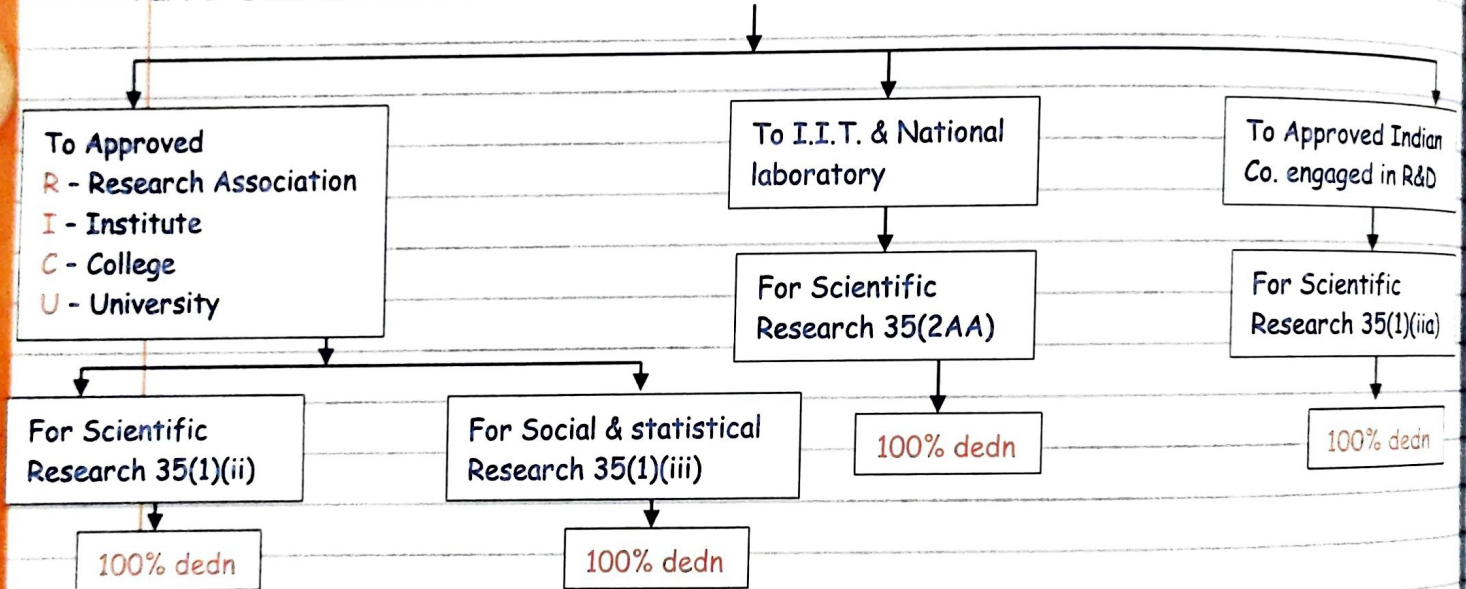 To Approved
R - Research Association
I - Institute
C - College
U - University
To I.I.T. & National
laboratory
To Approved Indian
Co. engaged in R&D
For Scientific
Research 35(2AA)
For Scientific
Research 35(1)(iia)
For Scientific
Research 35(1)(ii)
For Social & statistical
Research 35(1)(iii)
100% dedn
100% dedn
100% dedn
100% dedn